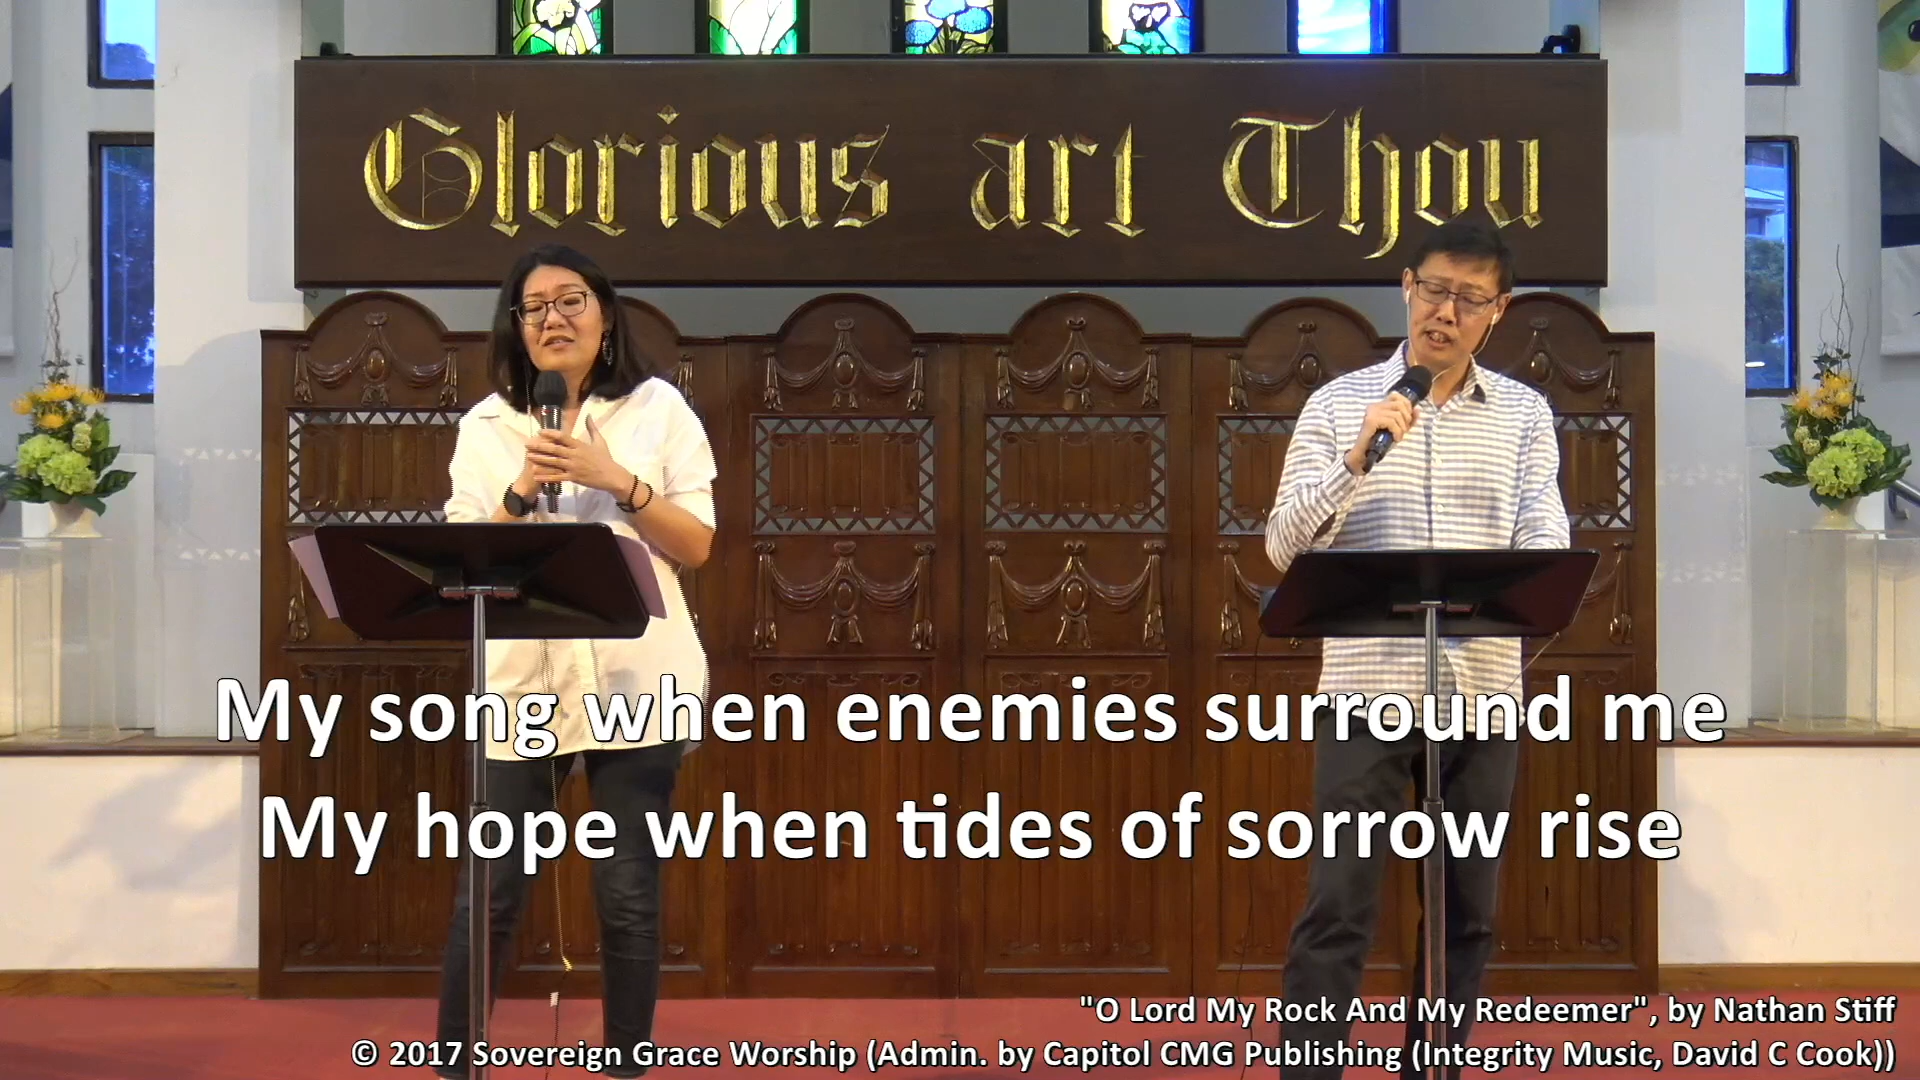 Glorious art Thou
My song when enemies surround me
My hope when tides of sorrow rise
"O Lord My Rock And My Redeemer", by Nathan Stiff
© 2017 Sovereign Grace Worship (Admin. by Capitol CMG Publishing (Integrity Music, David C Cook))